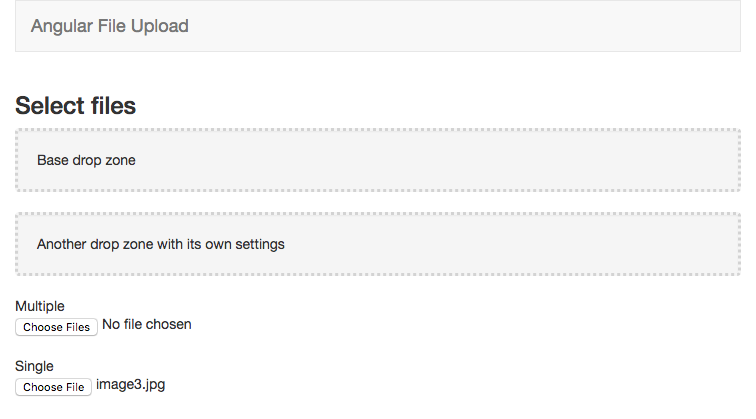 Angular File Upload
Select files
Base drop zone
Another drop zone with its own settings
Multiple
Choose Files No file chosen
Single
Choose File image3.jpg